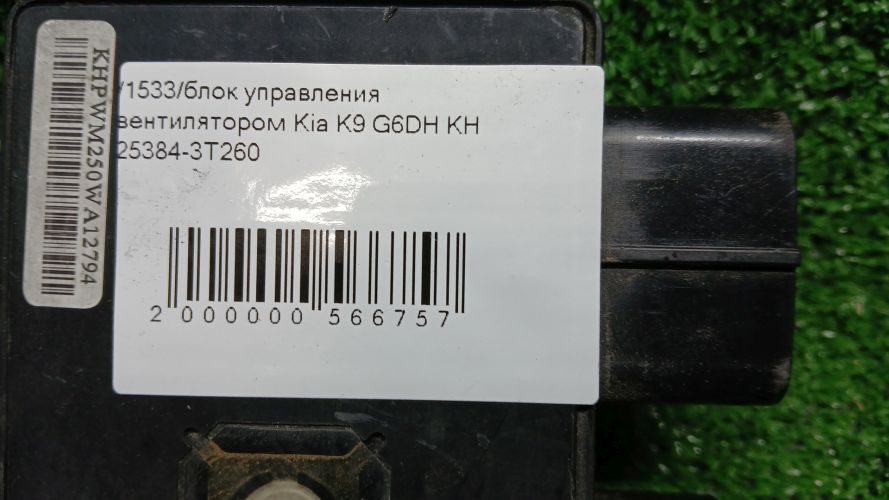 KHPWM250WA12794
/1533/блок управления
вентилятором Kia K9 G6DH KH
25384-3T260
2 000000 566757